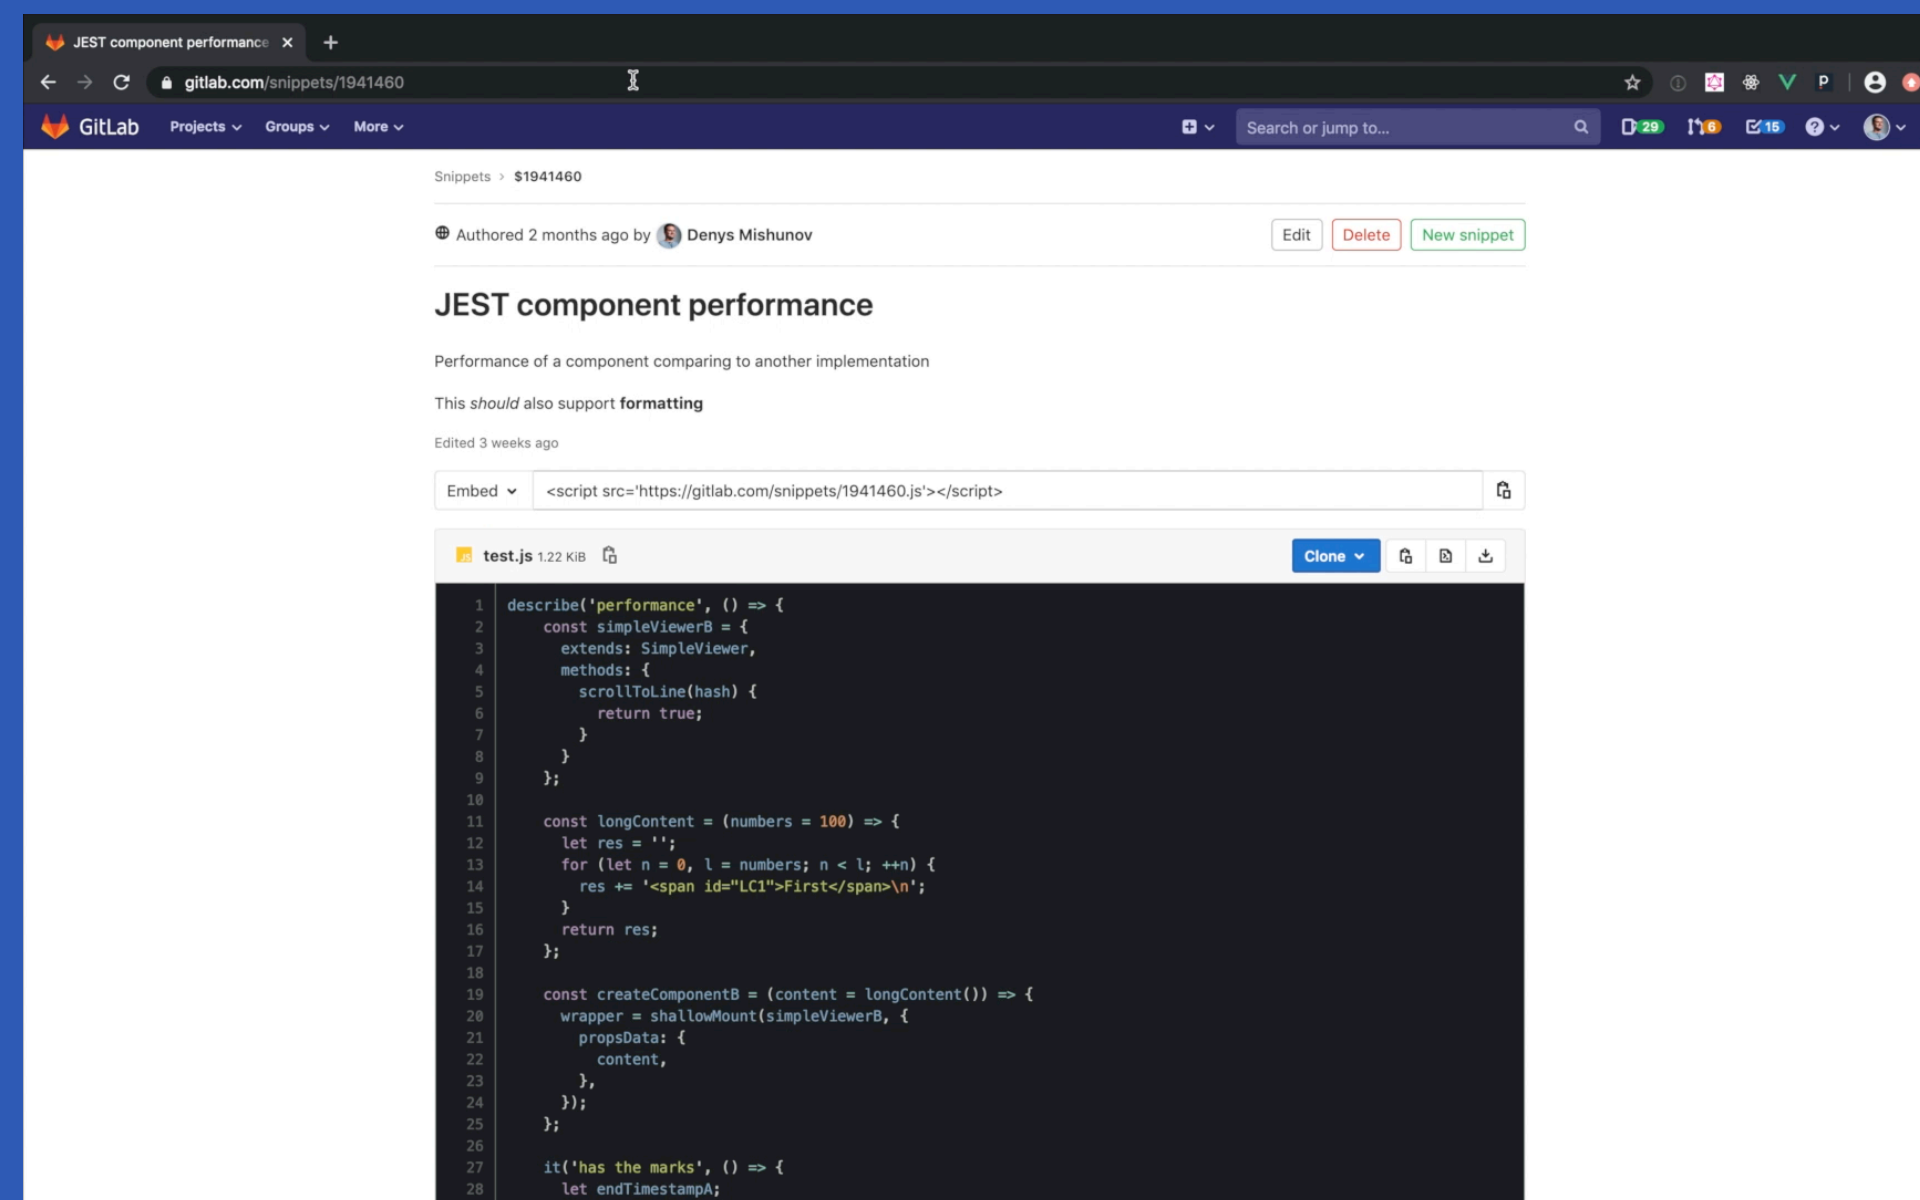 JEST component performance
gitlab.com/snippets/1941460
P
GitLab Projects Groups More Search or jump to... 29 6 15
Snippets › $1941460
Authored 2 months ago by Denys Mishunov Edit Delete New snippet
JEST component performance
Performance of a component comparing to another implementation
This should also support formatting
Edited 3 weeks ago
Embed <script src='https://gitlab.com/snippets/1941460.js'></script>
JS test.js 1.22 KiB Clone
1 describe('performance', () => {
2     const simpleViewerB = {
3       extends: SimpleViewer,
4       methods: {
5         scrollToLine(hash) {
6           return true;
7         }
8       }
9     };
10
11     const longContent = (numbers = 100) => {
12       let res = '';
13       for (let n = 0, l = numbers; n < l; ++n) {
14         res += '<span id="LC1">First</span>\n';
15       }
16       return res;
17     };
18
19     const createComponentB = (content = longContent()) => {
20       wrapper = shallowMount(simpleViewerB, {
21         propsData: {
22           content,
23         },
24       });
25     };
26
27     it('has the marks', () => {
28       let endTimestampA;